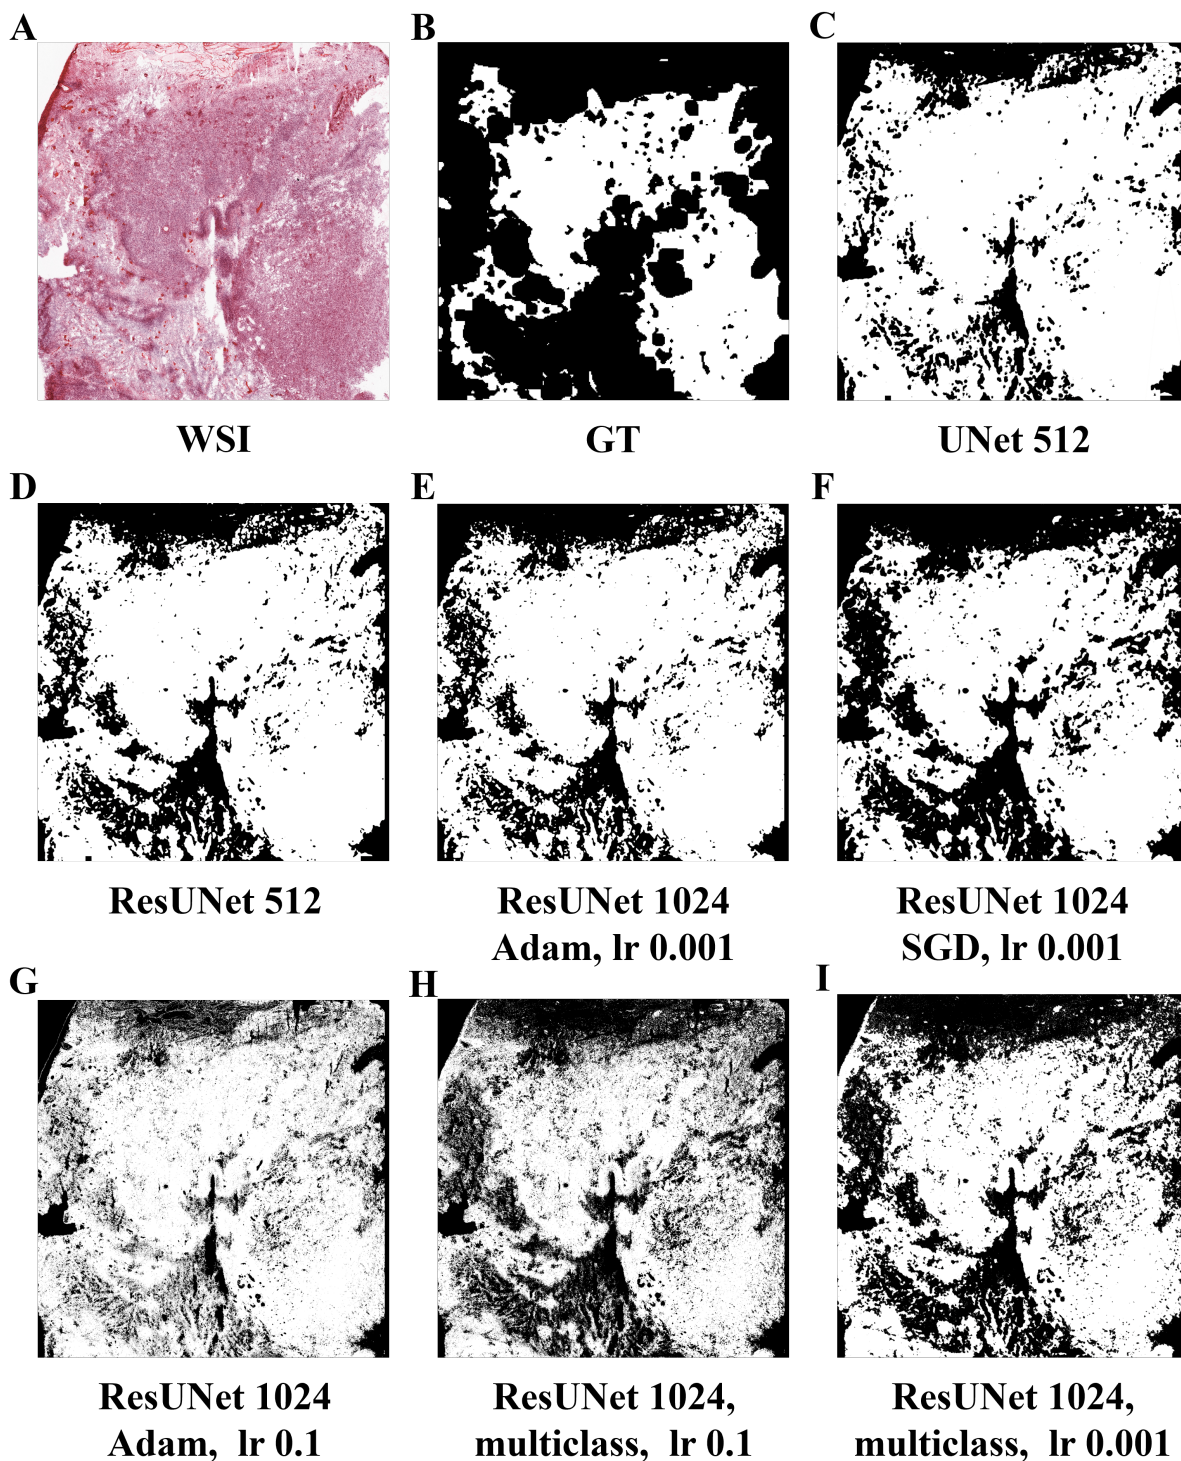 A
B
C
WSI
GT
UNet 512
D
E
F
ResUNet 512
ResUNet 1024
Adam, lr 0.001
ResUNet 1024
SGD, lr 0.001
G
H
I
ResUNet 1024
Adam, lr 0.1
ResUNet 1024,
multiclass, lr 0.1
ResUNet 1024,
multiclass, lr 0.001